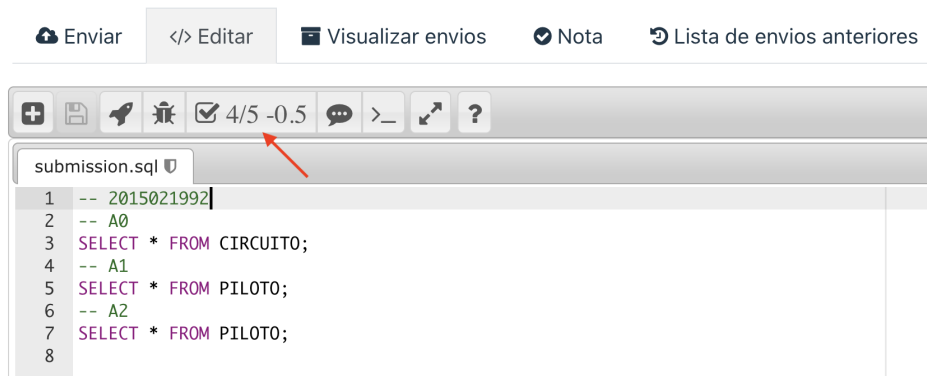 Enviar </> Editar Visualizar envios Nota Lista de envios anteriores
4/5 -0.5 >_ ?
submission.sql
1 -- 2015021992
2 -- A0
3 SELECT * FROM CIRCUITO;
4 -- A1
5 SELECT * FROM PILOTO;
6 -- A2
7 SELECT * FROM PILOTO;
8